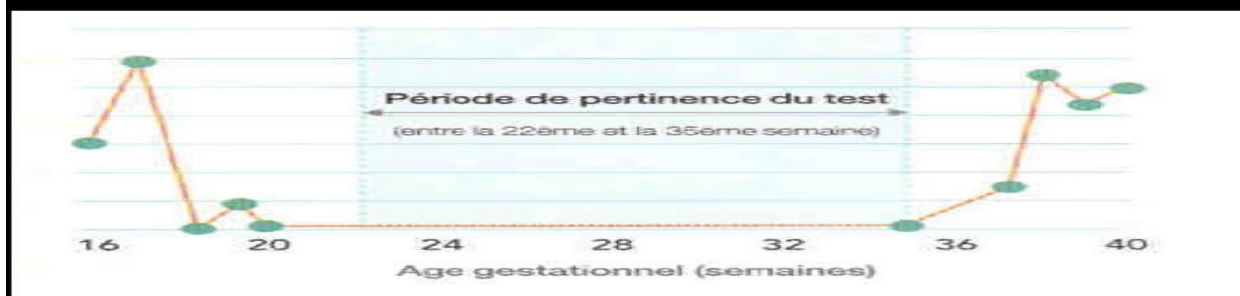 Période de pertinence du test
(entre la 22ème et la 35ème semaine)
16 20 24 28 32 36 40
Age gestationnel (semaines)